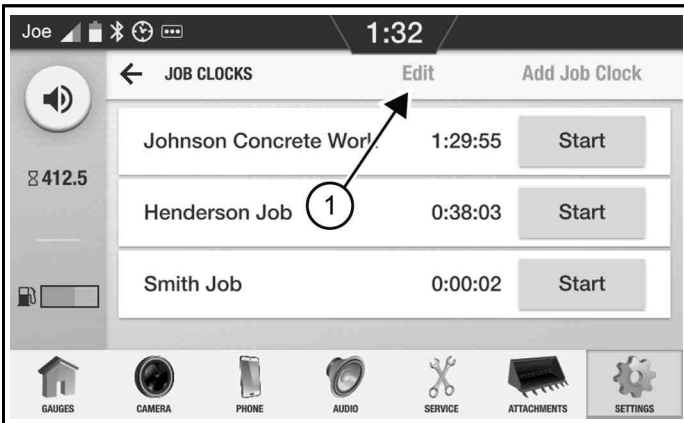 Joe 1:32
JOB CLOCKS Edit Add Job Clock
Johnson Concrete Work 1:29:55 Start
412.5
Henderson Job 1 0:38:03 Start
Smith Job 0:00:02 Start
GAUGES CAMERA PHONE AUDIO SERVICE ATTACHMENTS SETTINGS